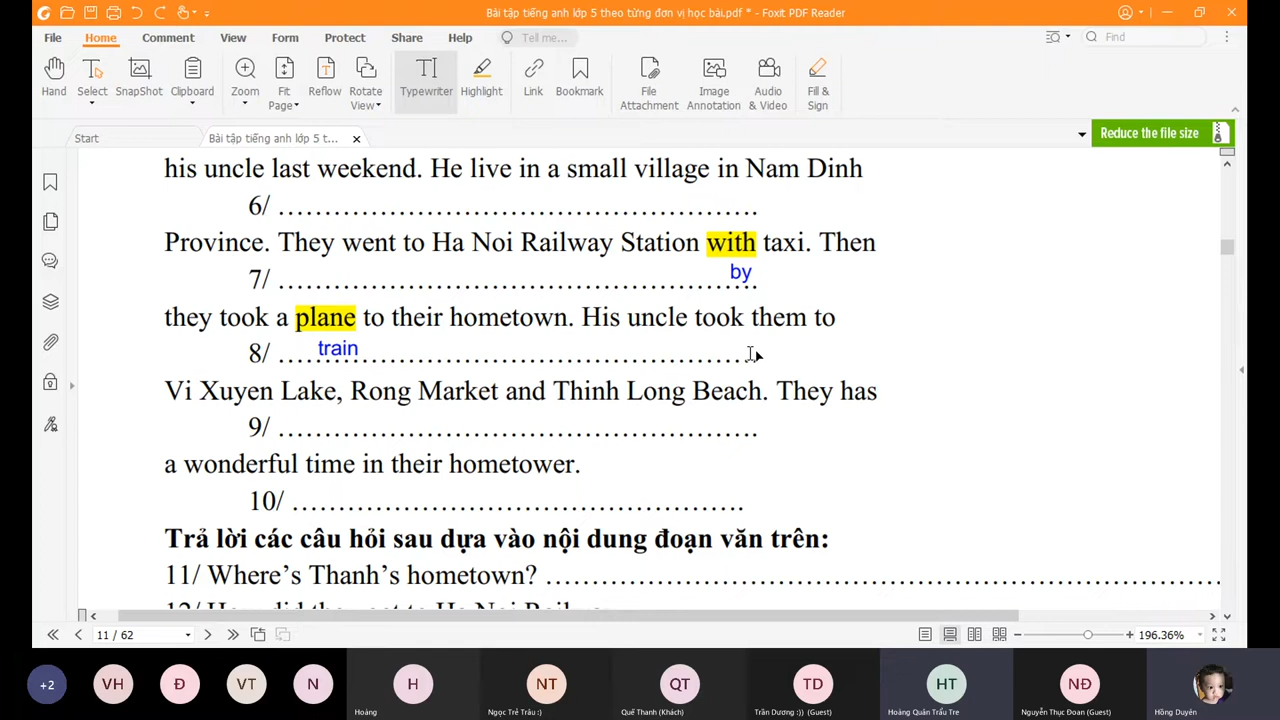 Bài tập tiếng anh lớp 5 theo từng đơn vị học bài.pdf * - Foxit PDF Reader
File Home Comment View Form Protect Share Help Tell me... Find
Hand Select SnapShot Clipboard Zoom Fit Page Reflow Rotate View Typewriter Highlight Link Bookmark File Attachment Image Annotation Audio & Video Fill & Sign
Start Bài tập tiếng anh lớp 5 t... Reduce the file size
his uncle last weekend. He live in a small village in Nam Dinh
6/ ……………………………………………….
Province. They went to Ha Noi Railway Station with taxi. Then
by
7/ ……………………………………………….
they took a plane to their hometown. His uncle took them to
train
8/ ……………………………………………….
Vi Xuyen Lake, Rong Market and Thinh Long Beach. They has
9/ ……………………………………………….
a wonderful time in their hometower.
10/ …………………………………………….
Trả lời các câu hỏi sau dựa vào nội dung đoạn văn trên:
11/ Where's Thanh's hometown? ……………………………………………………………
11 / 62 196.36%
+2 VH Đ VT N H NT QT TD HT NĐ
Hoàng Ngọc Trẻ Trâu :) Quế Thanh (Khách) Trần Dương :)) (Guest) Hoàng Quân Trẩu Tre Nguyễn Thục Đoan (Guest) Hồng Duyên